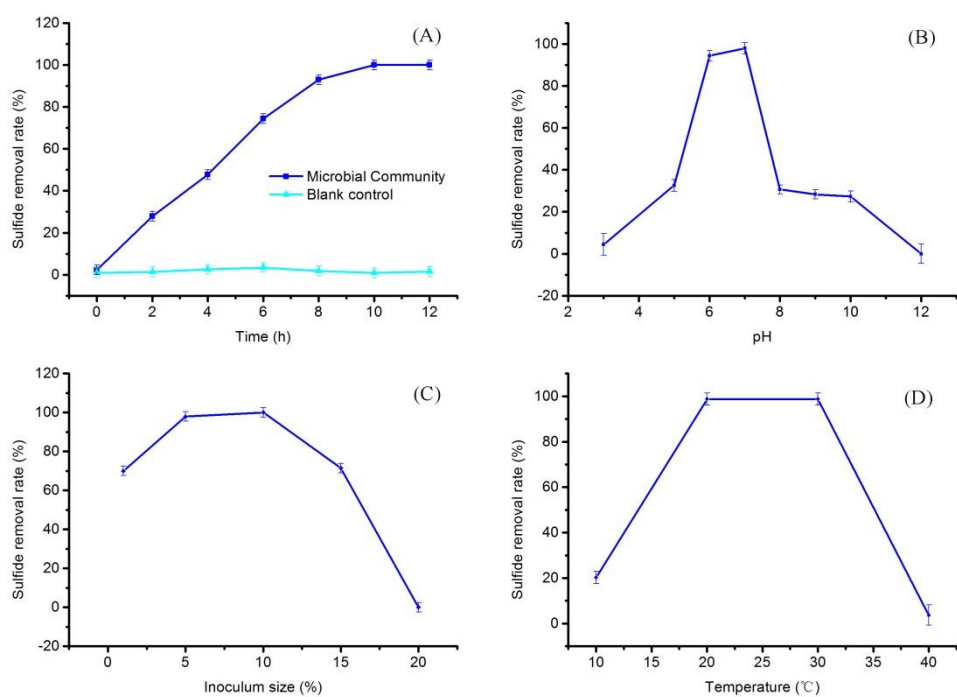 (A)
Sulfide removal rate (%)
120
100
80
60
40
20
0
Microbial Community
Blank control
0 2 4 6 8 10 12
Time (h)
(B)
Sulfide removal rate (%)
100
80
60
40
20
0
-20
2 4 6 8 10 12
pH
(C)
Sulfide removal rate (%)
120
100
80
60
40
20
0
-20
0 5 10 15 20
Inoculum size (%)
(D)
Sulfide removal rate (%)
100
80
60
40
20
0
10 15 20 25 30 35 40
Temperature (℃)